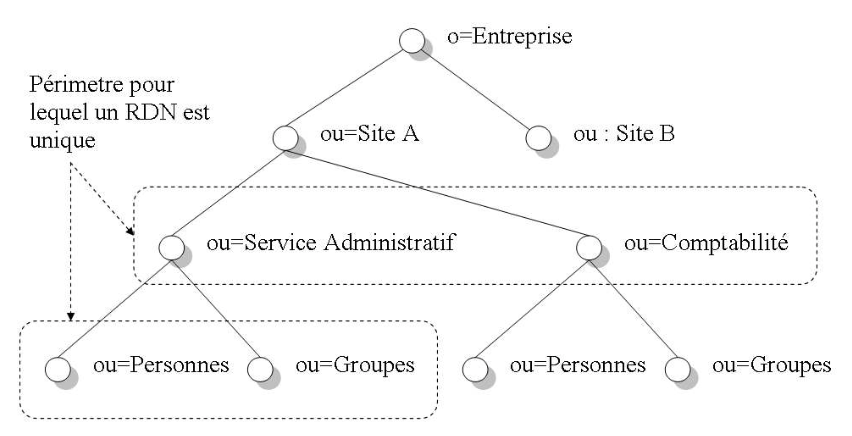 o=Entreprise
Périmetre pour
lequel un RDN est
unique
ou=Site A
ou : Site B
ou=Service Administratif
ou=Comptabilité
ou=Personnes
ou=Groupes
ou=Personnes
ou=Groupes